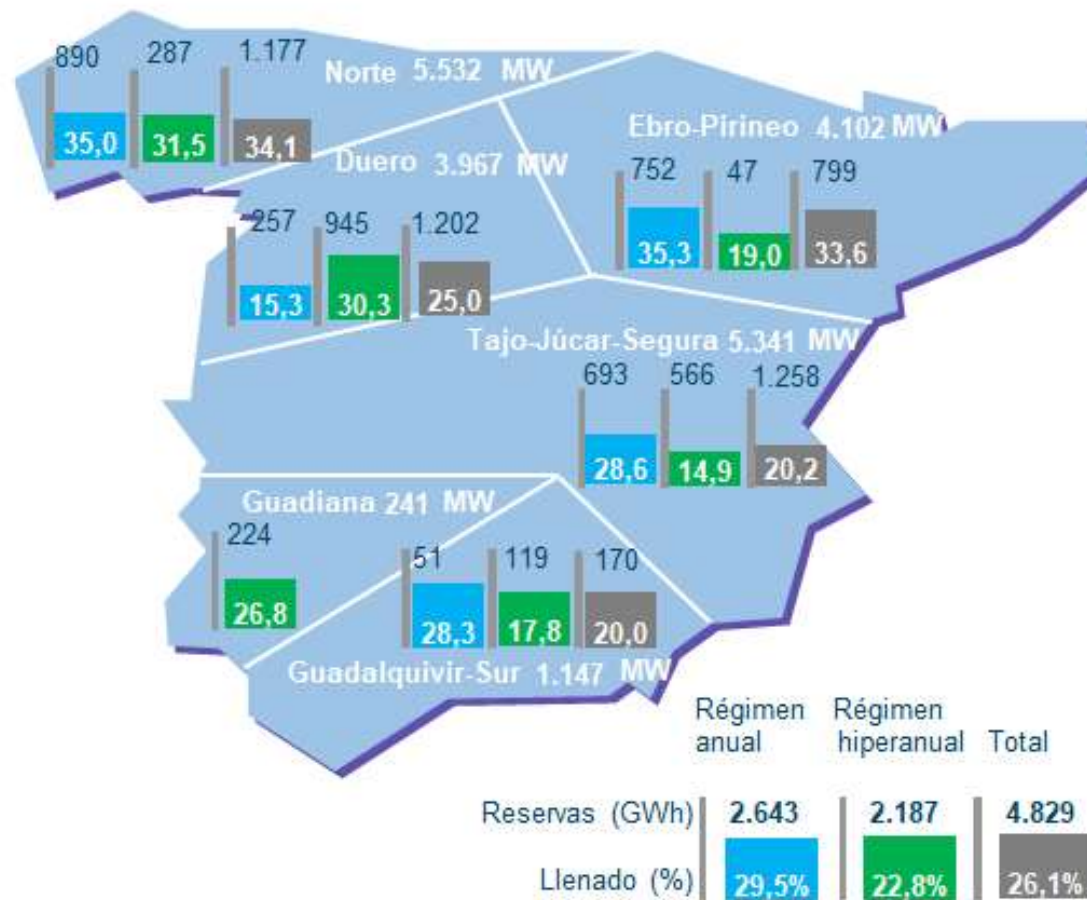 890 287 1.177
Norte 5.532 MW
35,0 31,5 34,1
Ebro-Pirineo 4.102 MW
752 47 799
35,3 19,0 33,6
Duero 3.967 MW
257 945 1.202
15,3 30,3 25,0
Tajo-Júcar-Segura 5.341 MW
693 566 1.258
28,6 14,9 20,2
Guadiana 241 MW
224
26,8
51 119 170
28,3 17,8 20,0
Guadalquivir-Sur 1.147 MW
Régimen anual Régimen hiperanual Total
Reservas (GWh) 2.643 2.187 4.829
Llenado (%) 29,5% 22,8% 26,1%